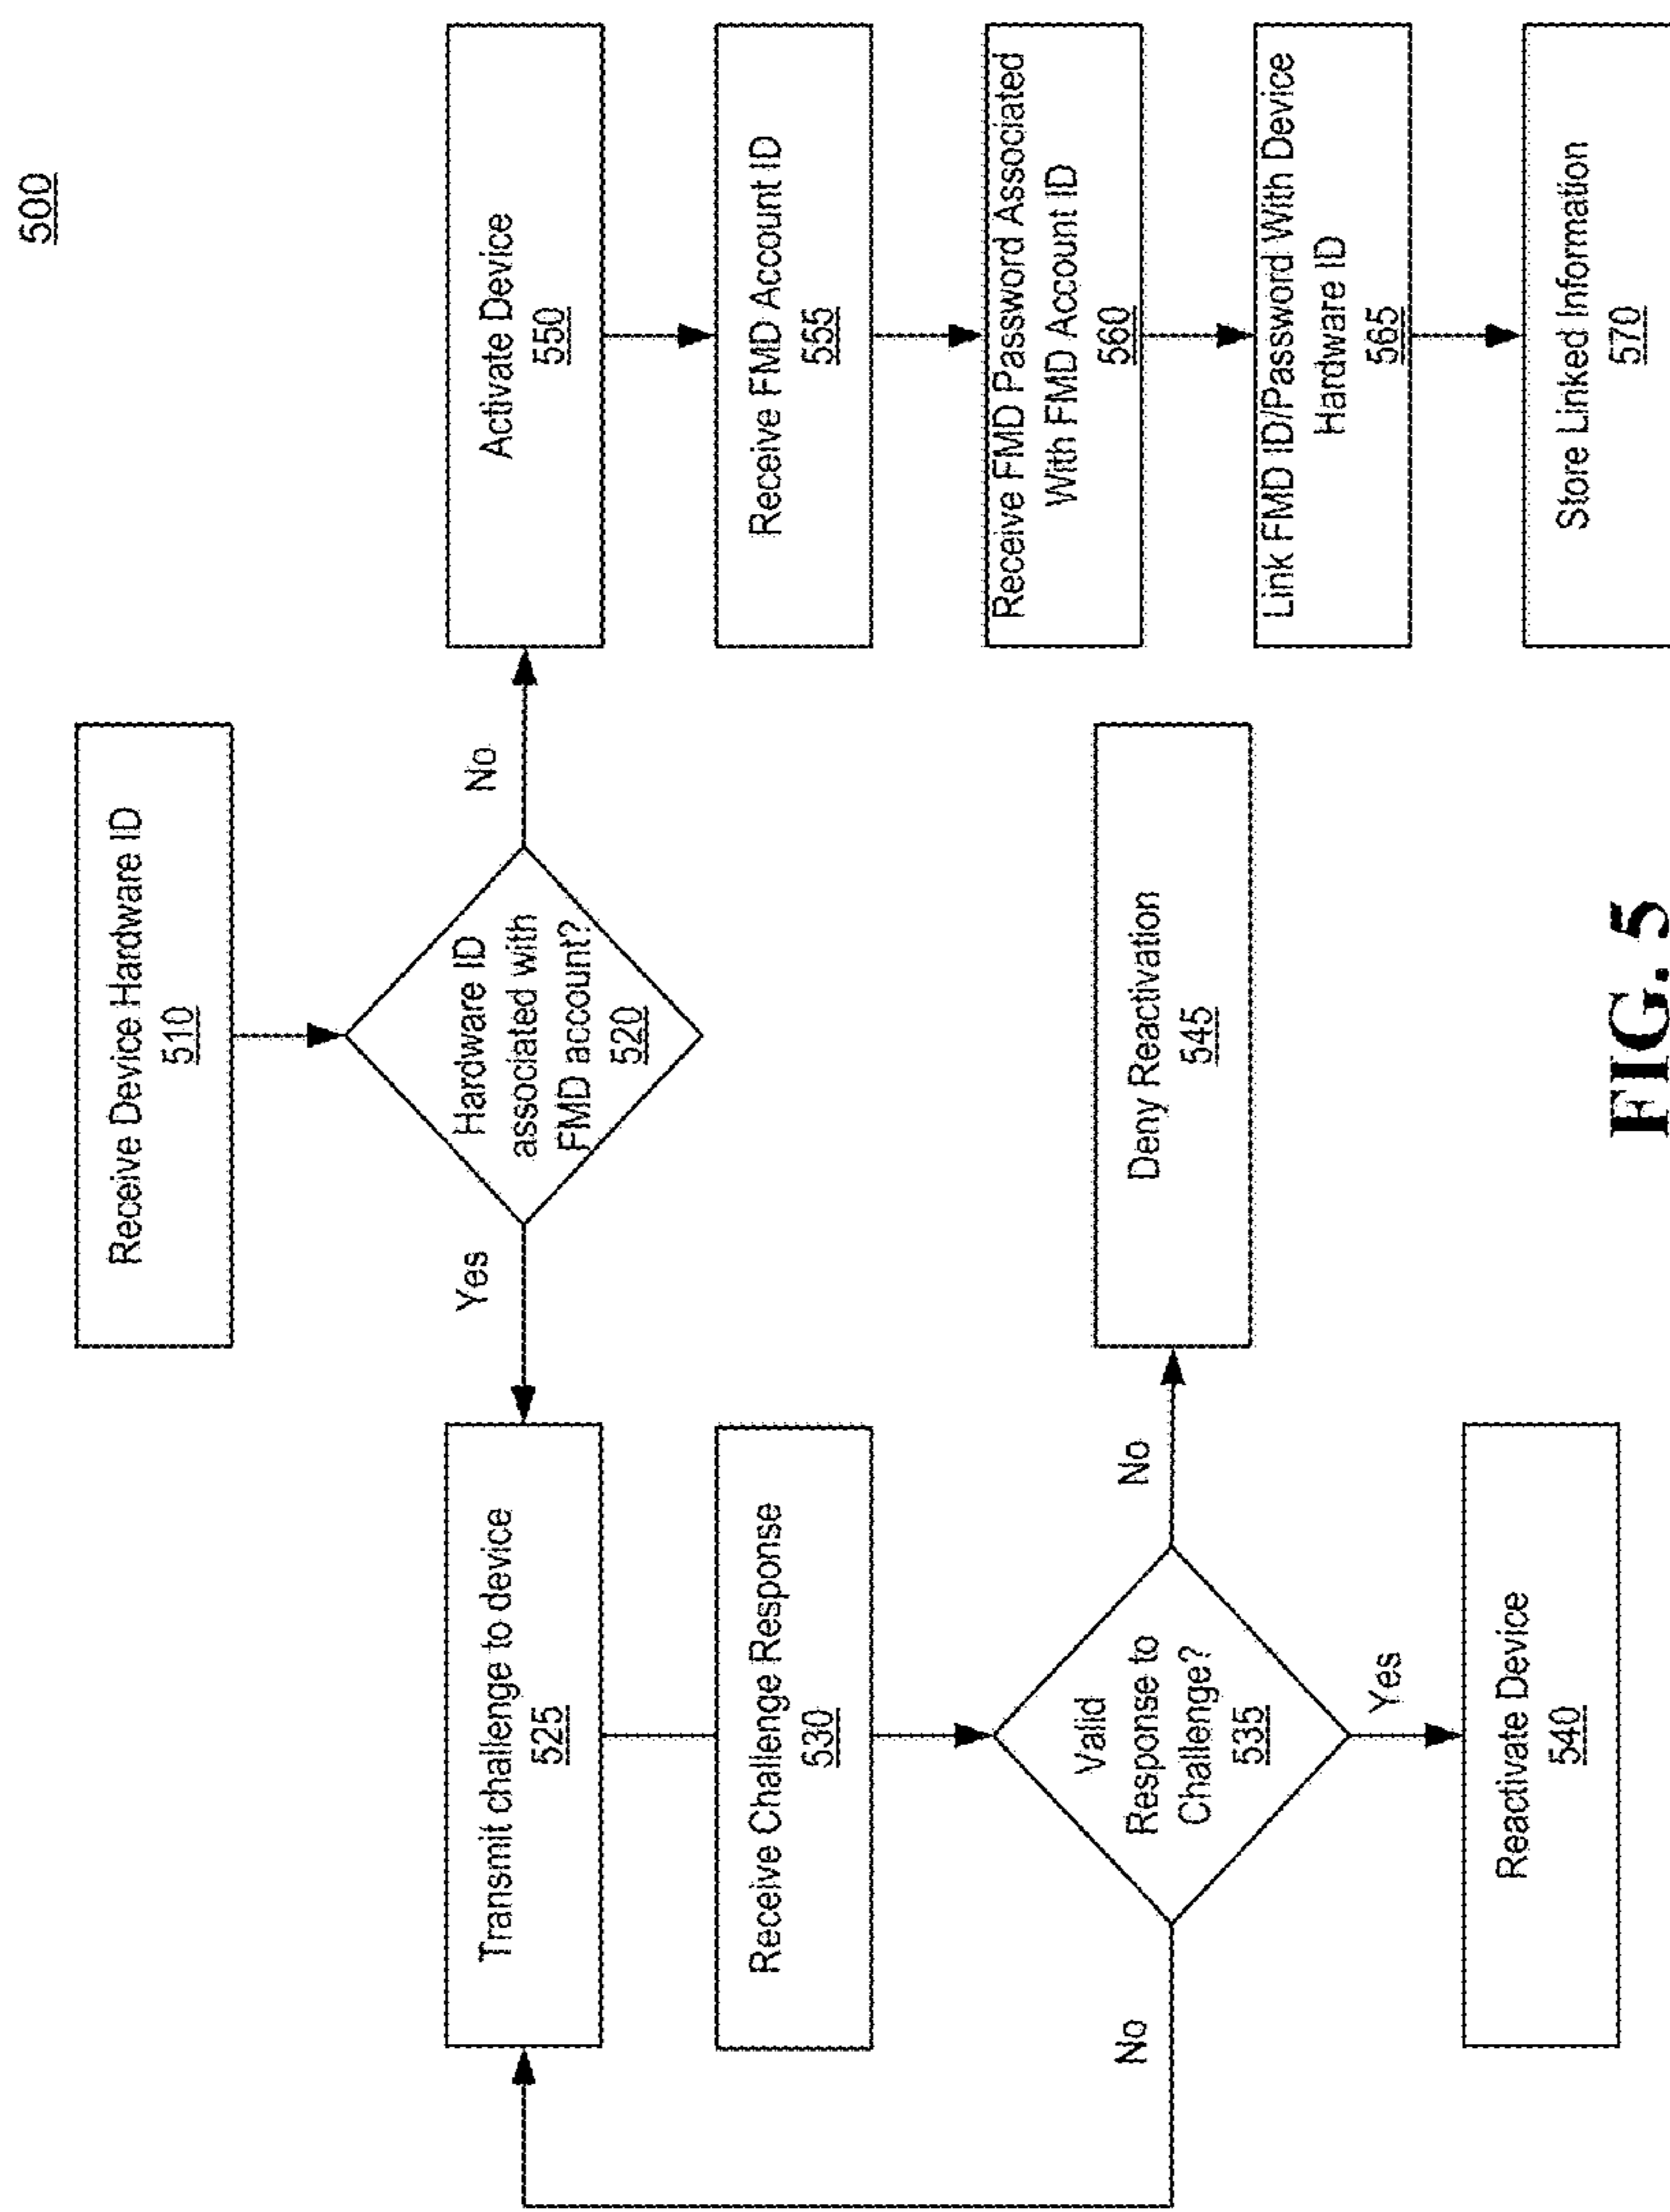 500
Receive Device Hardware ID
510
Hardware ID
associated with
FMD account?
520
Yes
No
Transmit challenge to device
525
Receive Challenge Response
530
Valid
Response to
Challenge?
535
No
No
Yes
Deny Reactivation
545
Reactivate Device
540
Activate Device
550
Receive FMD Account ID
555
Receive FMD Password Associated
With FMD Account ID
560
Link FMD ID/Password With Device
Hardware ID
565
Store Linked Information
570
FIG. 5